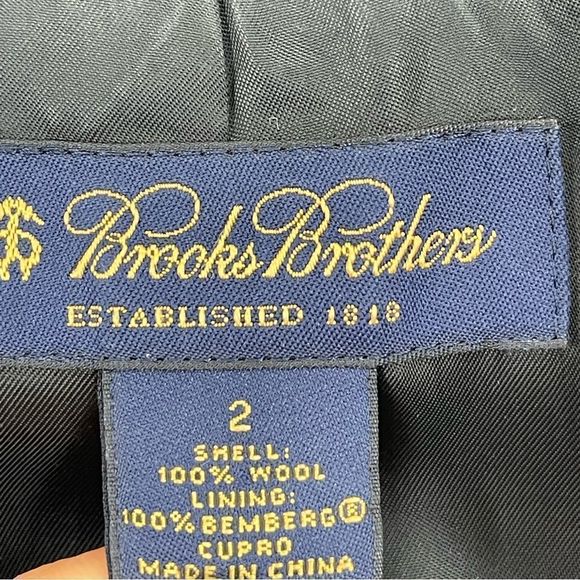 Brooks Brothers
ESTABLISHED 1818
2
SHELL:
100% WOOL
LINING:
100% BEMBERG®
CUPRO
MADE IN CHINA